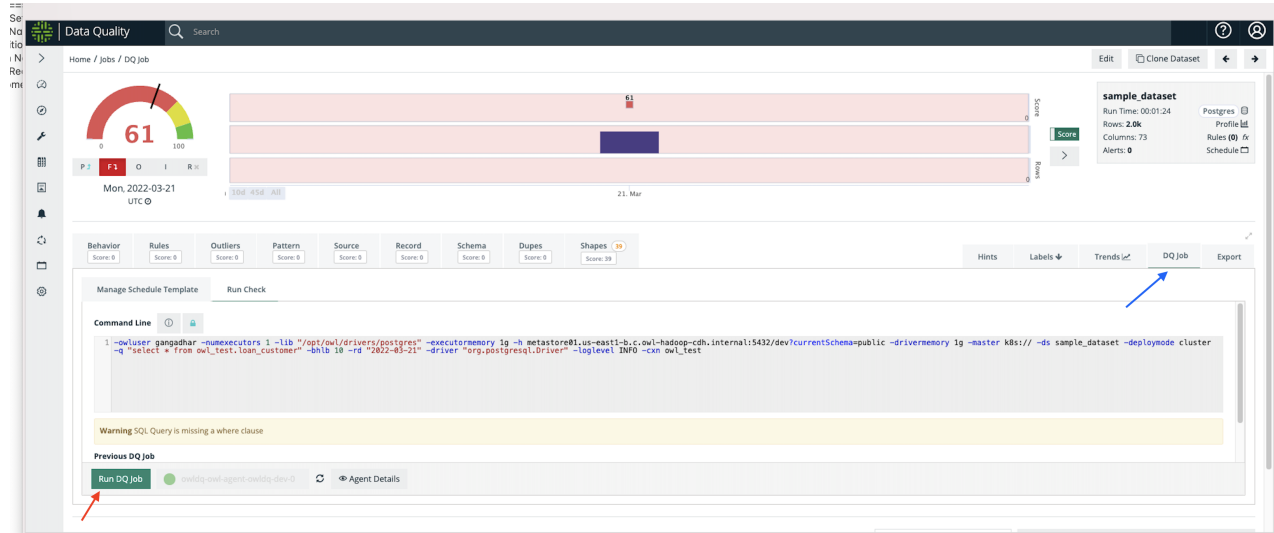 Data Quality
Search
Home / Jobs / DQ Job
Edit
Clone Dataset
61
0
100
P
F
O
I
R
Mon, 2022-03-21
UTC
61
Score
0
Rows
0
10d 45d All
21. Mar
Score
sample_dataset
Run Time: 00:01:24
Postgres
Rows: 2.0k
Profile
Columns: 73
Rules (0) fx
Alerts: 0
Schedule
Behavior
Score: 0
Rules
Score: 0
Outliers
Score: 0
Pattern
Score: 0
Source
Score: 0
Record
Score: 0
Schema
Score: 0
Dupes
Score: 0
Shapes 39
Score: 39
Hints
Labels
Trends
DQ Job
Export
Manage Schedule Template
Run Check
Command Line
1 -owluser gangadhar -numexecutors 1 -lib "/opt/owl/drivers/postgres" -executormemory 1g -h metastore01.us-east1-b.c.owl-hadoop-cdh.internal:5432/dev?currentSchema=public -drivermemory 1g -master k8s:// -ds sample_dataset -deploymode cluster
-q "select * from owl_test.loan_customer" -bhlb 10 -rd "2022-03-21" -driver "org.postgresql.Driver" -loglevel INFO -cxn owl_test
Warning SQL Query is missing a where clause
Previous DQ Job
Run DQ Job
owldq-owl-agent-owldq-dev-0
Agent Details